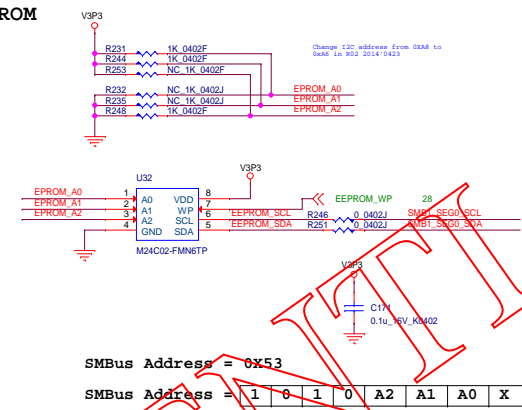 ROM
V3P3
R231 1K_0402F
R244 1K_0402F
R253 NC_1K_0402F
Change I2C address from 0XA8 to
0xA6 in R02 2014'0423
R232 NC_1K_0402J EPROM_A0
R235 NC_1K_0402J EPROM_A1
R248 1K_0402F EPROM_A2
V3P3
U32
EPROM_A0 1 A0 VDD 8
EPROM_A1 2 A1 WP 7 EEPROM_WP 28
EPROM_A2 3 A2 SCL 6 EEPROM_SCL R246 0_0402J SMB1_SEG0_SCL
4 GND SDA 5 EEPROM_SDA R251 0_0402J SMB1_SEG0_SDA
M24C02-FMN6TP
V3P3
C171
0.1u_16V_K0402
SMBus Address = 0X53
SMBus Address = 1 0 1 0 A2 A1 A0 X